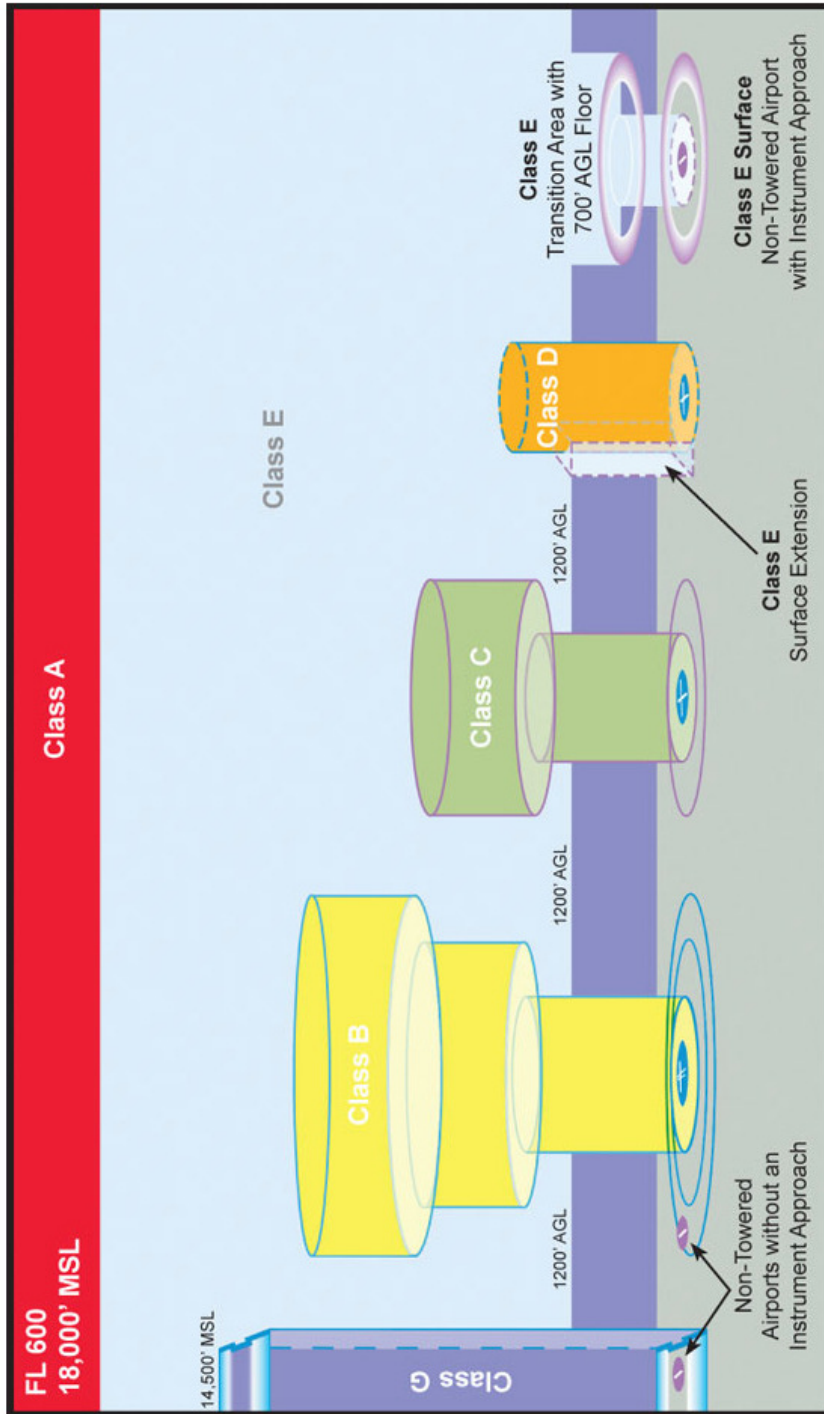 FL 600
18,000' MSL
Class A
14,500' MSL
Class G
Class E
Class B
Class C
Class D
1200' AGL
1200' AGL
1200' AGL
Class E
Transition Area with
700' AGL Floor
Non-Towered
Airports without an
Instrument Approach
Class E
Surface Extension
Class E Surface
Non-Towered Airport
with Instrument Approach